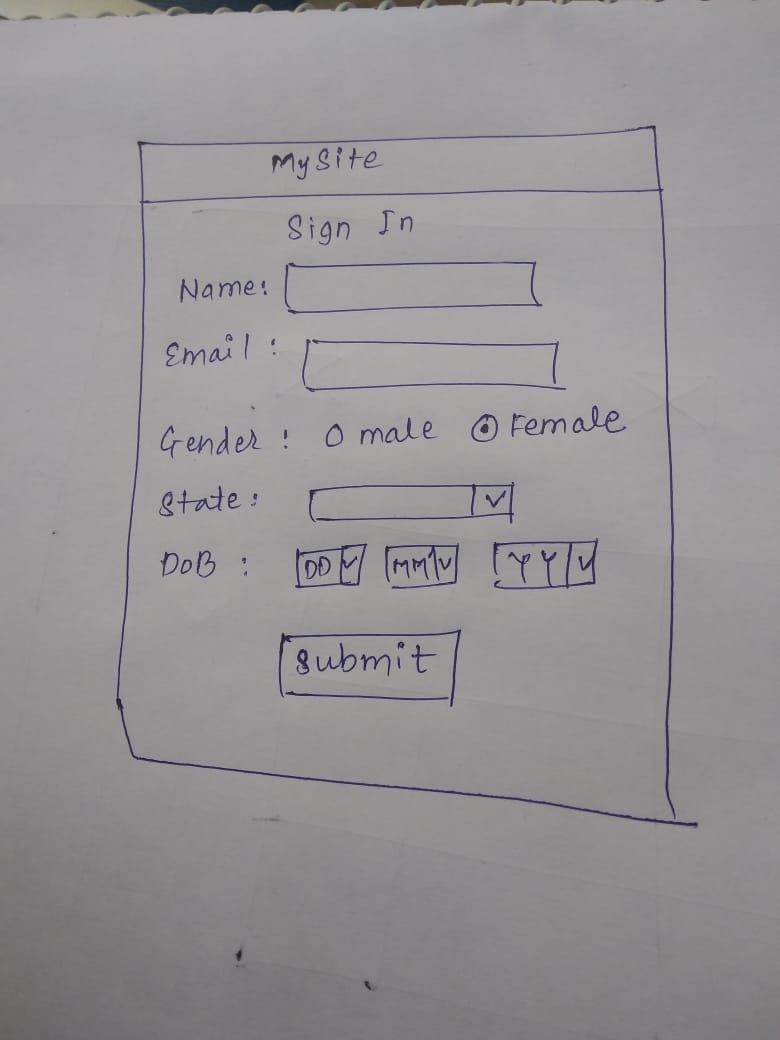 My Site
Sign In
Name:
Email :
Gender : male Female
State :
DoB : DD MM YY
Submit